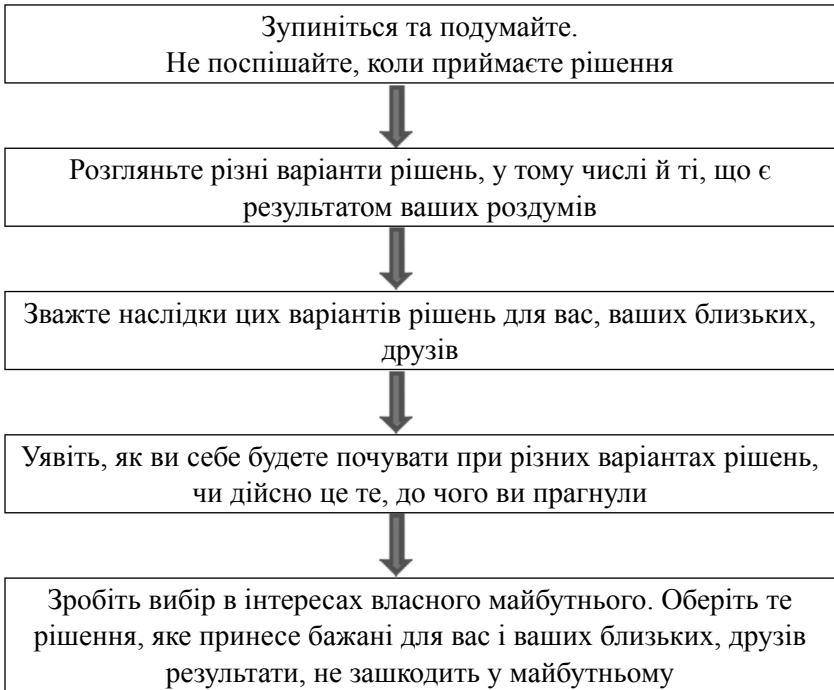 Зупиніться та подумайте.
Не поспішайте, коли приймаєте рішення
Розгляньте різні варіанти рішень, у тому числі й ті, що є
результатом ваших роздумів
Зважте наслідки цих варіантів рішень для вас, ваших близьких,
друзів
Уявіть, як ви себе будете почувати при різних варіантах рішень,
чи дійсно це те, до чого ви прагнули
Зробіть вибір в інтересах власного майбутнього. Оберіть те
рішення, яке принесе бажані для вас і ваших близьких, друзів
результати, не зашкодить у майбутньому